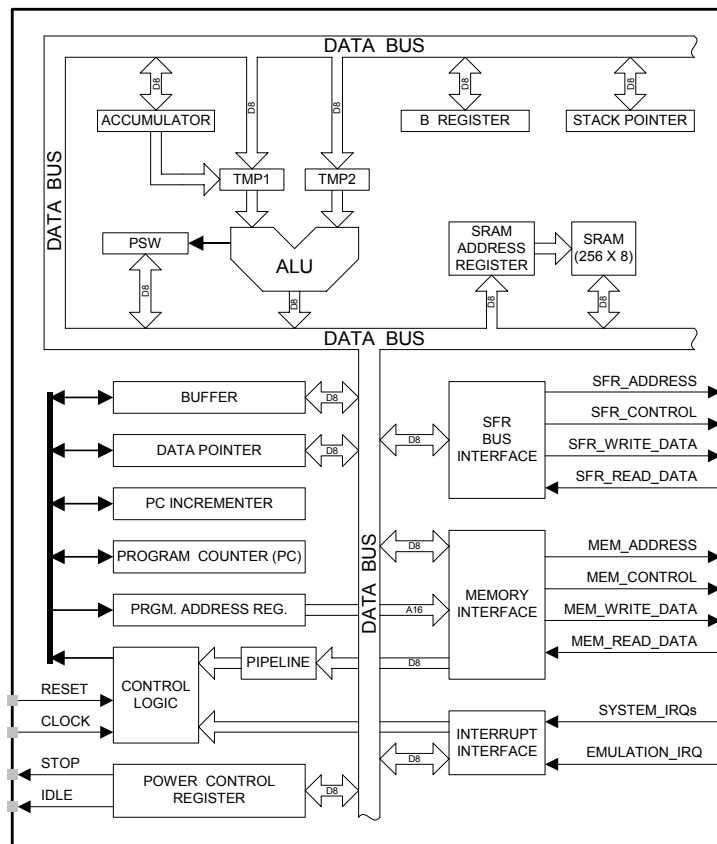 DATA BUS
D8
D8
D8
D8
D8
ACCUMULATOR
B REGISTER
STACK POINTER
DATA BUS
TMP1
TMP2
PSW
ALU
SRAM
ADDRESS
REGISTER
SRAM
(256 X 8)
D8
D8
D8
D8
DATA BUS
BUFFER
D8
DATA POINTER
D8
PC INCREMENTER
PROGRAM COUNTER (PC)
PRGM. ADDRESS REG.
A16
DATA BUS
D8
SFR
BUS
INTERFACE
SFR_ADDRESS
SFR_CONTROL
SFR_WRITE_DATA
SFR_READ_DATA
D8
MEMORY
INTERFACE
MEM_ADDRESS
MEM_CONTROL
MEM_WRITE_DATA
MEM_READ_DATA
CONTROL
LOGIC
PIPELINE
D8
RESET
CLOCK
STOP
IDLE
POWER CONTROL
REGISTER
D8
D8
INTERRUPT
INTERFACE
SYSTEM_IRQs
EMULATION_IRQ